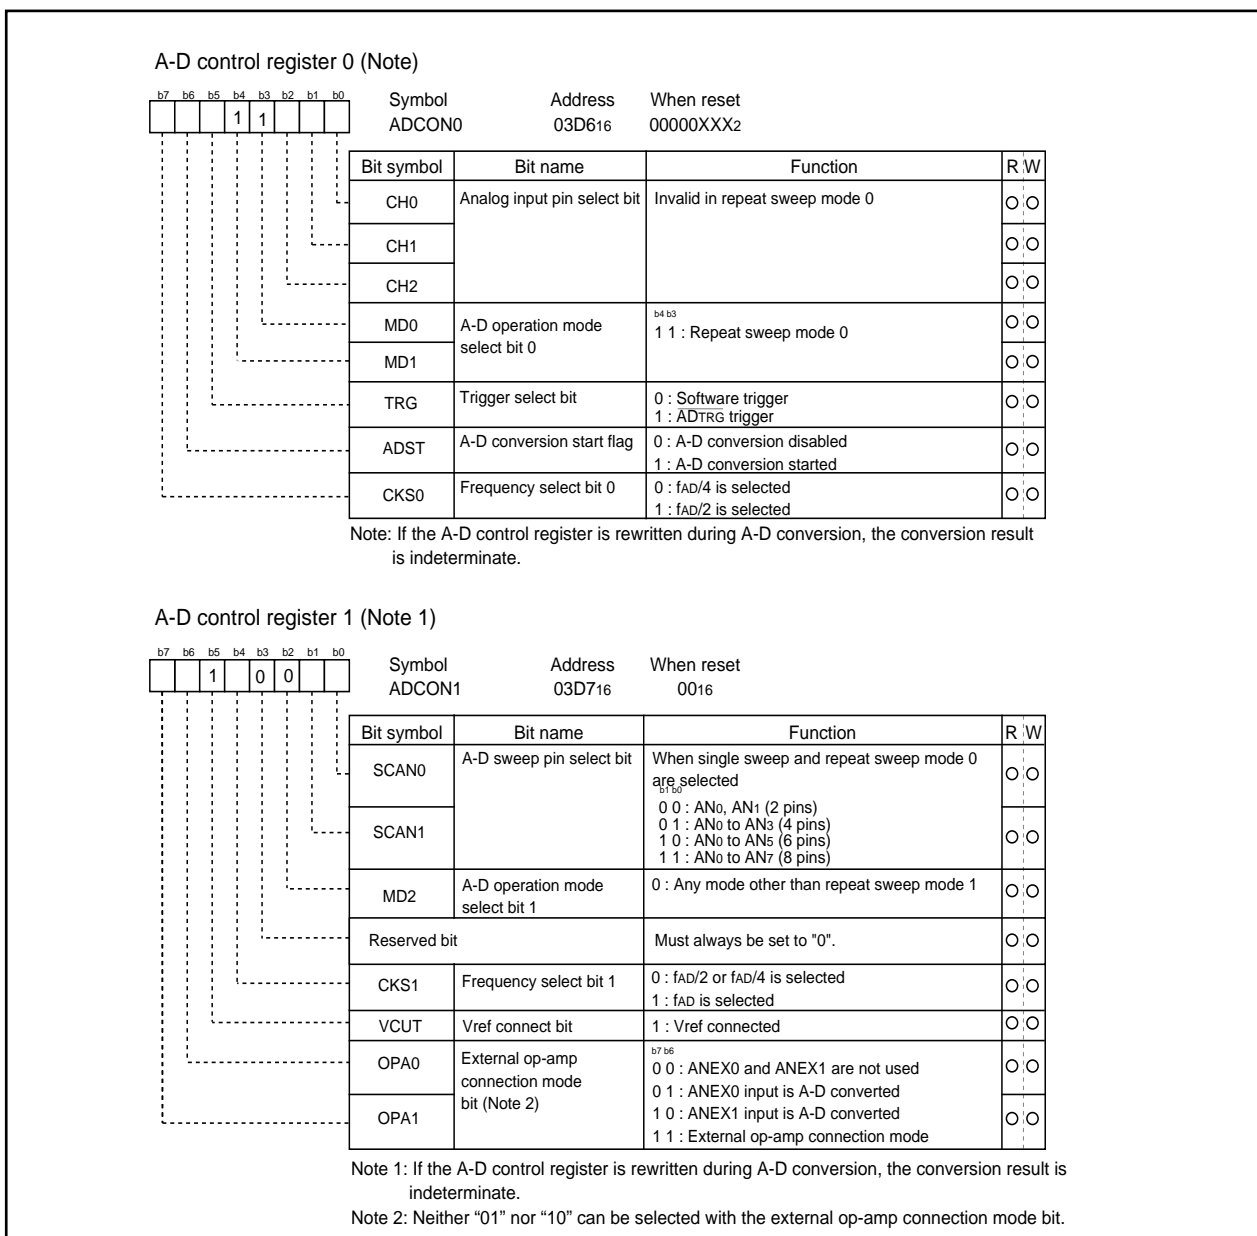 A-D control register 0 (Note)
b7 b6 b5 b4 b3 b2 b1 b0
1 1
Symbol Address When reset
ADCON0 03D616 00000XXX2
Bit symbol Bit name Function R W
CH0 Analog input pin select bit Invalid in repeat sweep mode 0
CH1
CH2
MD0 A-D operation mode select bit 0
b4 b3
1 1 : Repeat sweep mode 0
MD1
TRG Trigger select bit 0 : Software trigger
1 : ADTRG trigger
ADST A-D conversion start flag 0 : A-D conversion disabled
1 : A-D conversion started
CKS0 Frequency select bit 0 0 : fAD/4 is selected
1 : fAD/2 is selected
Note: If the A-D control register is rewritten during A-D conversion, the conversion result
is indeterminate.
A-D control register 1 (Note 1)
b7 b6 b5 b4 b3 b2 b1 b0
1 0 0
Symbol Address When reset
ADCON1 03D716 0016
Bit symbol Bit name Function R W
SCAN0 A-D sweep pin select bit When single sweep and repeat sweep mode 0
are selected
b1 b0
0 0 : AN0, AN1 (2 pins)
0 1 : AN0 to AN3 (4 pins)
SCAN1
1 0 : AN0 to AN5 (6 pins)
1 1 : AN0 to AN7 (8 pins)
MD2 A-D operation mode select bit 1 0 : Any mode other than repeat sweep mode 1
Reserved bit Must always be set to "0".
CKS1 Frequency select bit 1 0 : fAD/2 or fAD/4 is selected
1 : fAD is selected
VCUT Vref connect bit 1 : Vref connected
OPA0 External op-amp connection mode bit (Note 2)
b7 b6
0 0 : ANEX0 and ANEX1 are not used
0 1 : ANEX0 input is A-D converted
OPA1 1 0 : ANEX1 input is A-D converted
1 1 : External op-amp connection mode
Note 1: If the A-D control register is rewritten during A-D conversion, the conversion result is
indeterminate.
Note 2: Neither “01” nor “10” can be selected with the external op-amp connection mode bit.